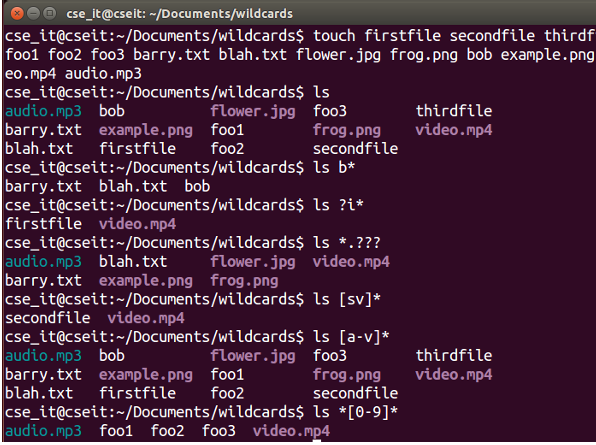 cse_it@cseit: ~/Documents/wildcards
cse_it@cseit:~/Documents/wildcards$ touch firstfile secondfile thirdf
foo1 foo2 foo3 barry.txt blah.txt flower.jpg frog.png bob example.png
eo.mp4 audio.mp3
cse_it@cseit:~/Documents/wildcards$ ls
audio.mp3 bob flower.jpg foo3 thirdfile
barry.txt example.png foo1 frog.png video.mp4
blah.txt firstfile foo2 secondfile
cse_it@cseit:~/Documents/wildcards$ ls b*
barry.txt blah.txt bob
cse_it@cseit:~/Documents/wildcards$ ls ?i*
firstfile video.mp4
cse_it@cseit:~/Documents/wildcards$ ls *.???
audio.mp3 blah.txt flower.jpg video.mp4
barry.txt example.png frog.png
cse_it@cseit:~/Documents/wildcards$ ls [sv]*
secondfile video.mp4
cse_it@cseit:~/Documents/wildcards$ ls [a-v]*
audio.mp3 bob flower.jpg foo3 thirdfile
barry.txt example.png foo1 frog.png video.mp4
blah.txt firstfile foo2 secondfile
cse_it@cseit:~/Documents/wildcards$ ls *[0-9]*
audio.mp3 foo1 foo2 foo3 video.mp4